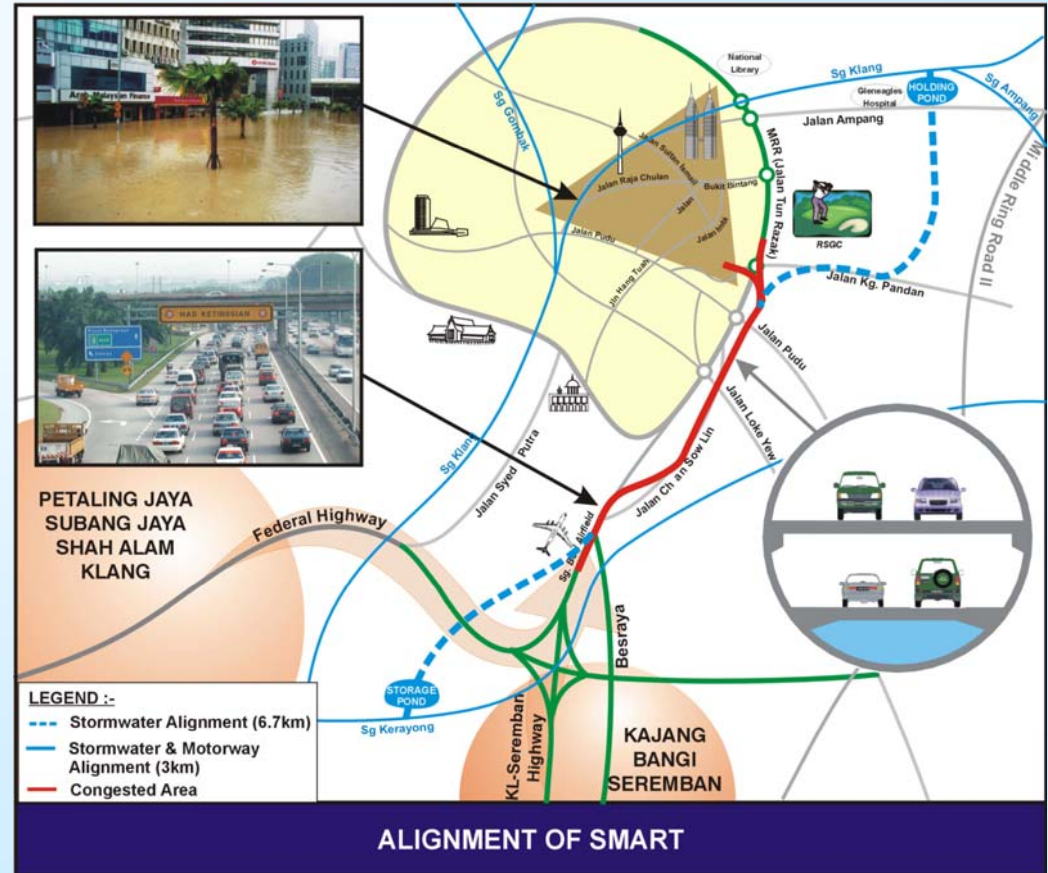 Arab-Malaysian Finance
HAD KETINGGIAN
National
Library
Sg Klang
Sg Ampang
HOLDING
POND
Gleneagles
Hospital
Jalan Ampang
Sg Gombak
Jalan Sultan Ismail
MRR (Jalan Tun Razak)
Middle Ring Road II
Jalan Raja Chulan
Bukit Bintang
Jalan
Jalan Imbi
RSGC
Jalan Pudu
Jln Hang Tuah
Jalan Kg. Pandan
Jalan Pudu
Jalan Loke Yew
Jalan Chan Sow Lin
Sg Klang
Jalan Syed Putra
PETALING JAYA
SUBANG JAYA
SHAH ALAM
KLANG
Federal Highway
Airfield
Besraya
STORAGE
POND
Sg Kerayong
KL-Seremban
Highway
KAJANG
BANGI
SEREMBAN
LEGEND :-
Stormwater Alignment (6.7km)
Stormwater & Motorway
Alignment (3km)
Congested Area
ALIGNMENT OF SMART